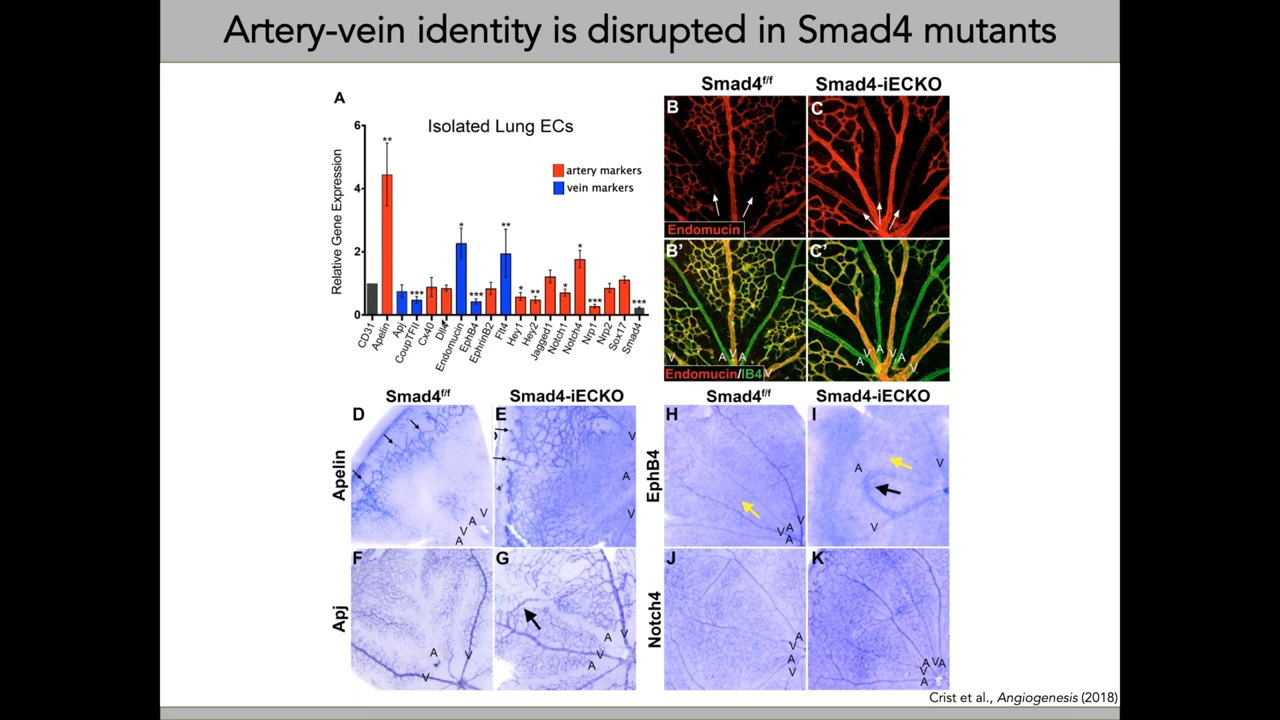 Artery-vein identity is disrupted in Smad4 mutants
A
Isolated Lung ECs
artery markers
vein markers
Relative Gene Expression
6
4
2
0
** *** * *** ** * ** * * *** ***
CD31 Apelin Apj CoupTFII Cx40 Dll4 Endomucin EphB4 EphrinB2 Flt4 Hey1 Hey2 Jagged1 Notch1 Notch4 Nrp1 Nrp2 Sox17 Smad4
Smad4f/f Smad4-iECKO
B C
Endomucin
B' C'
V A V A V A V A V A V
Endomucin/IB4
Smad4f/f Smad4-iECKO
Apelin
D E
V A V A V A V
Apj
F G
A V V A V V A
Smad4f/f Smad4-iECKO
EphB4
H I
V A V A A V V
Notch4
J K
A V A V A V A V A
Crist et al., Angiogenesis (2018)